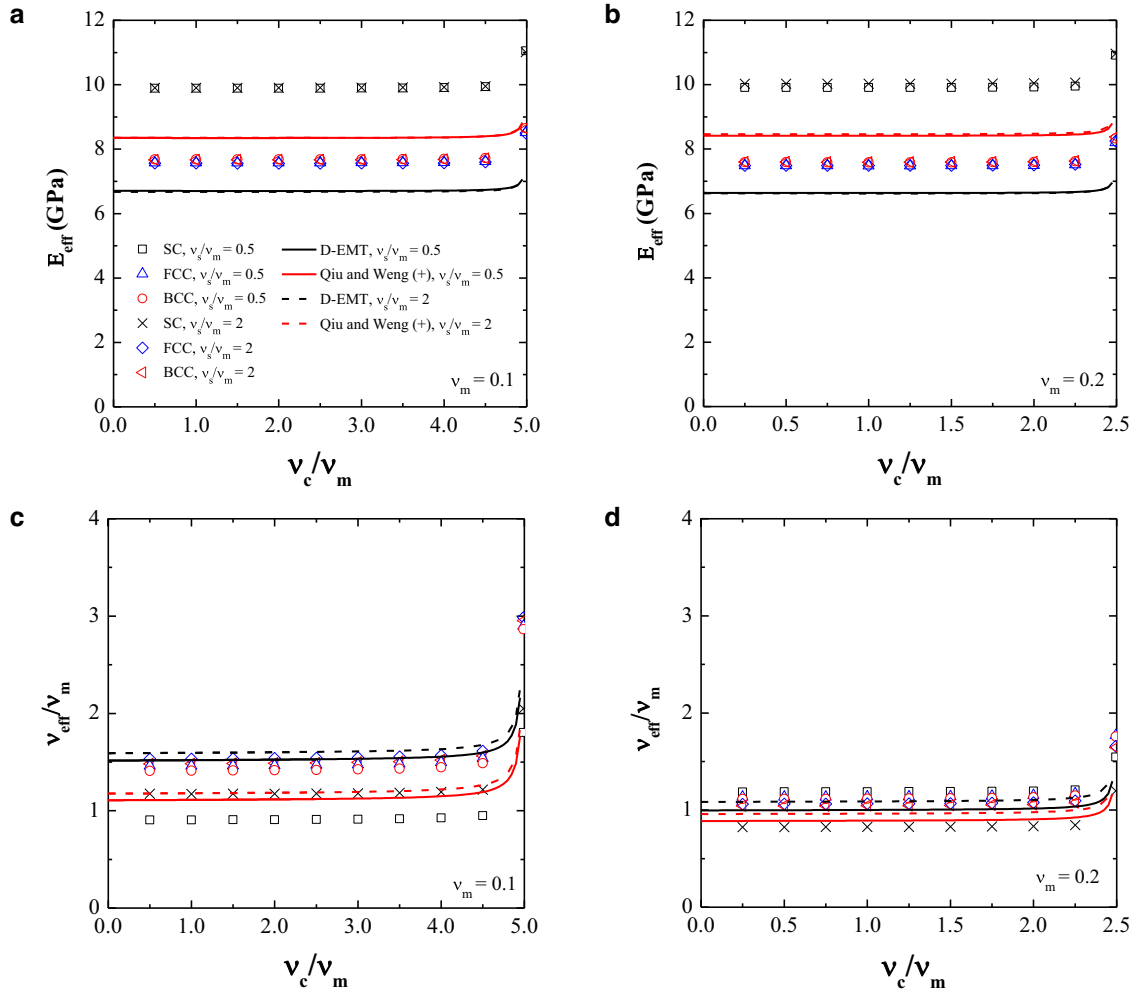 a
12
10
8
6
4
2
0
E_eff (GPa)
SC, ν_s/ν_m = 0.5
FCC, ν_s/ν_m = 0.5
BCC, ν_s/ν_m = 0.5
SC, ν_s/ν_m = 2
FCC, ν_s/ν_m = 2
BCC, ν_s/ν_m = 2
D-EMT, ν_s/ν_m = 0.5
Qiu and Weng (+), ν_s/ν_m = 0.5
D-EMT, ν_s/ν_m = 2
Qiu and Weng (+), ν_s/ν_m = 2
ν_m = 0.1
0.0 1.0 2.0 3.0 4.0 5.0
ν_c/ν_m
b
12
10
8
6
4
2
0
E_eff (GPa)
ν_m = 0.2
0.0 0.5 1.0 1.5 2.0 2.5
ν_c/ν_m
c
4
3
2
1
0
ν_eff/ν_m
ν_m = 0.1
0.0 1.0 2.0 3.0 4.0 5.0
ν_c/ν_m
d
4
3
2
1
0
ν_eff/ν_m
ν_m = 0.2
0.0 0.5 1.0 1.5 2.0 2.5
ν_c/ν_m